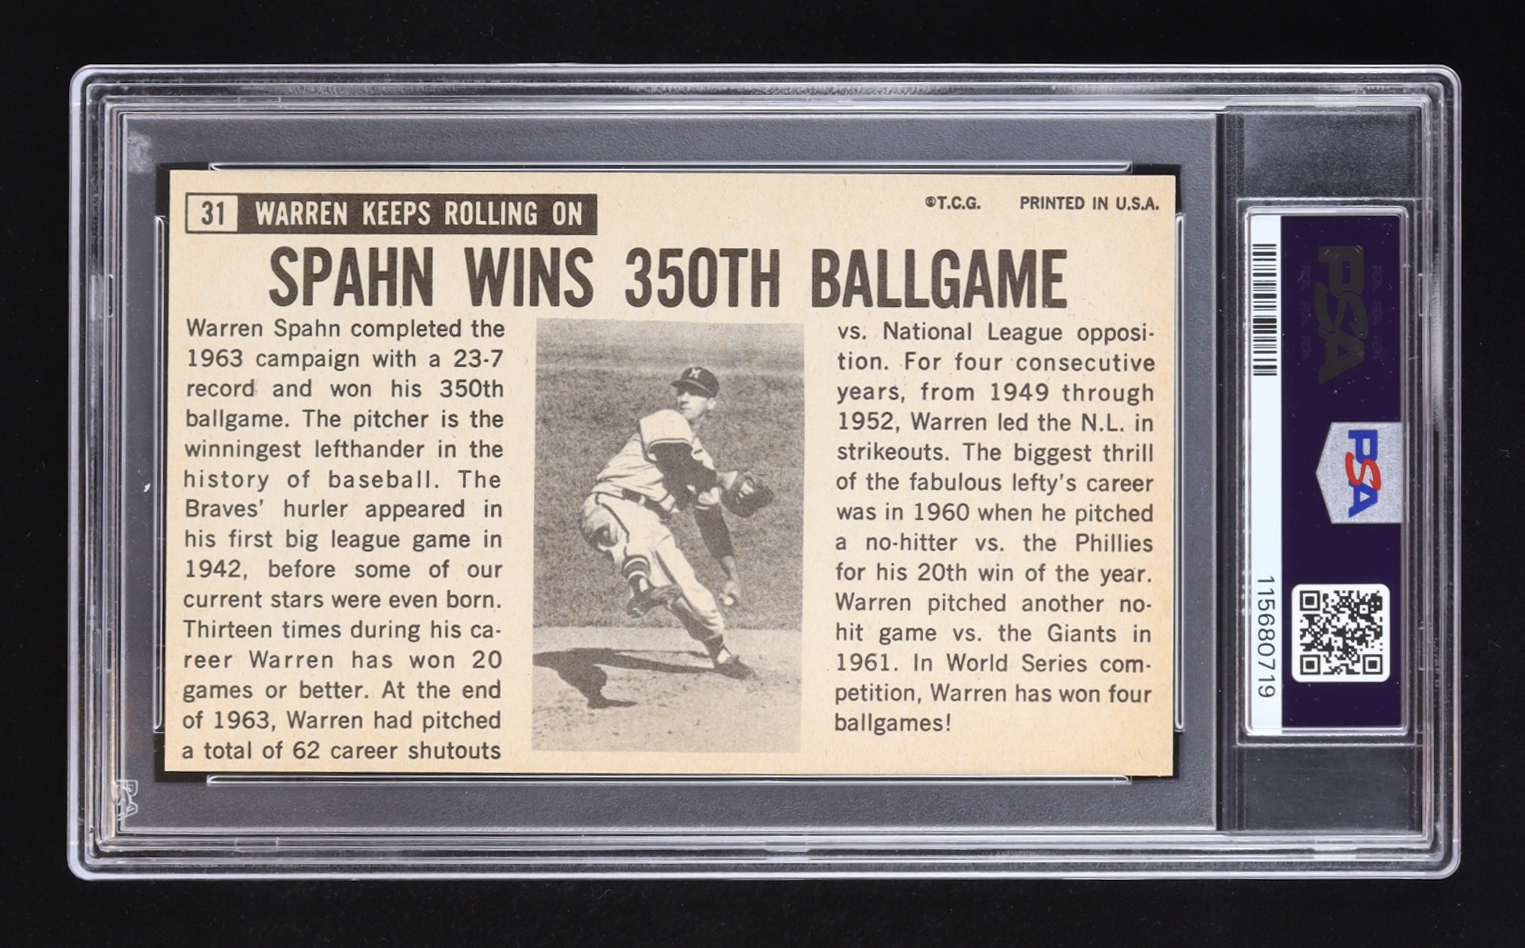 31 WARREN KEEPS ROLLING ON
©T.C.G. PRINTED IN U.S.A.
SPAHN WINS 350TH BALLGAME
Warren Spahn completed the
1963 campaign with a 23-7
record and won his 350th
ballgame. The pitcher is the
winningest lefthander in the
history of baseball. The
Braves' hurler appeared in
his first big league game in
1942, before some of our
current stars were even born.
Thirteen times during his ca-
reer Warren has won 20
games or better. At the end
of 1963, Warren had pitched
a total of 62 career shutouts
vs. National League opposi-
tion. For four consecutive
years, from 1949 through
1952, Warren led the N.L. in
strikeouts. The biggest thrill
of the fabulous lefty's career
was in 1960 when he pitched
a no-hitter vs. the Phillies
for his 20th win of the year.
Warren pitched another no-
hit game vs. the Giants in
1961. In World Series com-
petition, Warren has won four
ballgames!
M
PSA
PSA
115680719
PSA